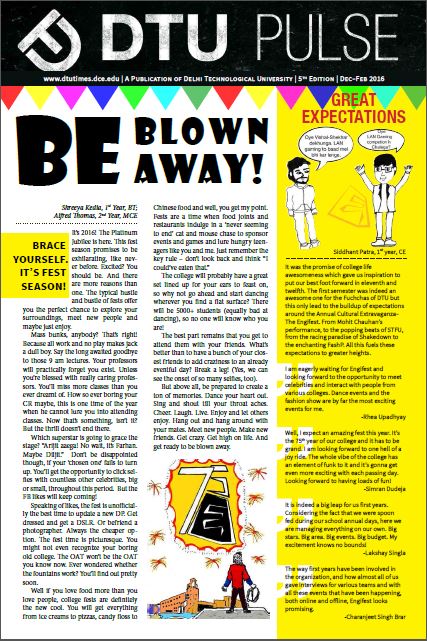 DTU PULSE
www.dtutimes.dce.edu | A Publication of Delhi Technological University | 5TH Edition | Dec-Feb 2016
BE BLOWN
AWAY!
Shreeya Kedia, 1st Year, BT;
Alfred Thomas, 2nd Year, MCE
BRACE
YOURSELF.
IT'S FEST
SEASON!
It's 2016! The Platinum
Jubilee is here. This fest
season promises to be
exhilarating, like nev-
er before. Excited? You
should be. And there
are more reasons than
one. The typical hustle
and bustle of fests offer
you the perfect chance to explore your
surroundings, meet new people and
maybe just enjoy.
Mass bunks, anybody? That's right!
Because all work and no play makes jack
a dull boy. Say the long awaited goodbye
to those 9 am lectures. Your professors
will practically forget you exist. Unless
you're blessed with really caring profes-
sors. You'll miss more classes than you
ever dreamt of. How so ever boring your
CR maybe, this is one time of the year
when he cannot lure you into attending
classes. Now that's something, isn't it?
But the thrill doesn't end there.
Which superstar is going to grace the
stage? "Arijit aaega! No wait, it's Farhan.
Maybe Diljit." Don't be disappointed
though, if your 'chosen one' fails to turn
up. You'll get the opportunity to click sel-
fies with countless other celebrities, big
or small, throughout this period. But the
FB likes will keep coming!
Speaking of likes, the fest is unoffcial-
ly the best time to update a new DP. Get
dressed and get a DSLR. Or befriend a
photographer. Always the cheaper op-
tion. The fest time is picturesque. You
might not even recognize your boring
old college. The OAT won't be the OAT
you know now. Ever wondered whether
the fountains work? You'll find out pretty
soon.
Well if you love food more than you
love people, college fests are definitely
the new cool. You will get everything
from ice creams to pizzas, candy floss to
Chinese food and well, you get my point.
Fests are a time when food joints and
restaurants indulge in a 'never seeming
to end' cat and mouse chase to sponsor
events and games and lure hungry teen-
agers like you and me. Just remember the
key rule – don't look back and think "I
could've eaten that."
The college will probably have a great
set lined up for your ears to feast on,
so why not go ahead and start dancing
wherever you find a flat surface? There
will be 5000+ students (equally bad at
dancing), so no one will know who you
are!
The best part remains that you get to
attend them with your friends. What's
better than to have a bunch of your clos-
est friends to add craziness to an already
eventful day? Break a leg! (Yes, we can
see the onset of so many selfies, too).
But above all, be prepared to create a
ton of memories. Dance your heart out.
Sing and shout till your throat aches.
Cheer. Laugh. Live. Enjoy and let others
enjoy. Hang out and hang around with
your mates. Meet new people. Make new
friends. Get crazy. Get high on life. And
get ready to be blown away.
75
GREAT
EXPECTATIONS
Oye Vishal-Shekhar
dekhunga. LAN
gaming to baad mei
bhi hai lenge.
LAN Gaming
competen is
Siddhant Patra, 1st year, CE
It was the promise of college life
awesomeness which gave us inspiration to
put our best foot forward in eleventh and
twelfth. The first semester was indeed an
awesome one for the Fuchchas of DTU but
this only lead to the buildup of expectations
around the Annual Cultural Extravaganza-
The Engifest. From Mohit Chauhan's
performance, to the popping beats of STFU,
from the racing parodies of Shakedown to
the enchanting Fash! All this fuels these
expectations to greater heights.
I am eagerly waiting for Engifest and
looking forward to the opportunity to meet
celebrities and interact with people from
various colleges. Dance events and the
fashion show are by far the most exciting
events for me.
-Rhea Upadhyay
Well, I expect an amazing fest this year. It's
the 75th year of our college and it has to be
grand. I am looking forward to one hell of a
joy ride. The whole vibe of the college has
an element of funk to it and it's gonna get
even more exciting with each passing day.
Looking forward to having loads of fun!
-Simran Dudeja
It is indeed a big leap for us first years.
Considering the fact that we were spoon
fed during our school annual days, here we
are managing everything on our own. Big
stars. Big area. Big events. Big budget. My
excitement knows no bounds!
-Lakshay Singla
The way first years have been involved in
the organization, and how almost all of us
gave interviews for various teams and with
all these events that have been happening,
both online and offline, Engifest looks
promising.
-Charanjeet Singh Brar